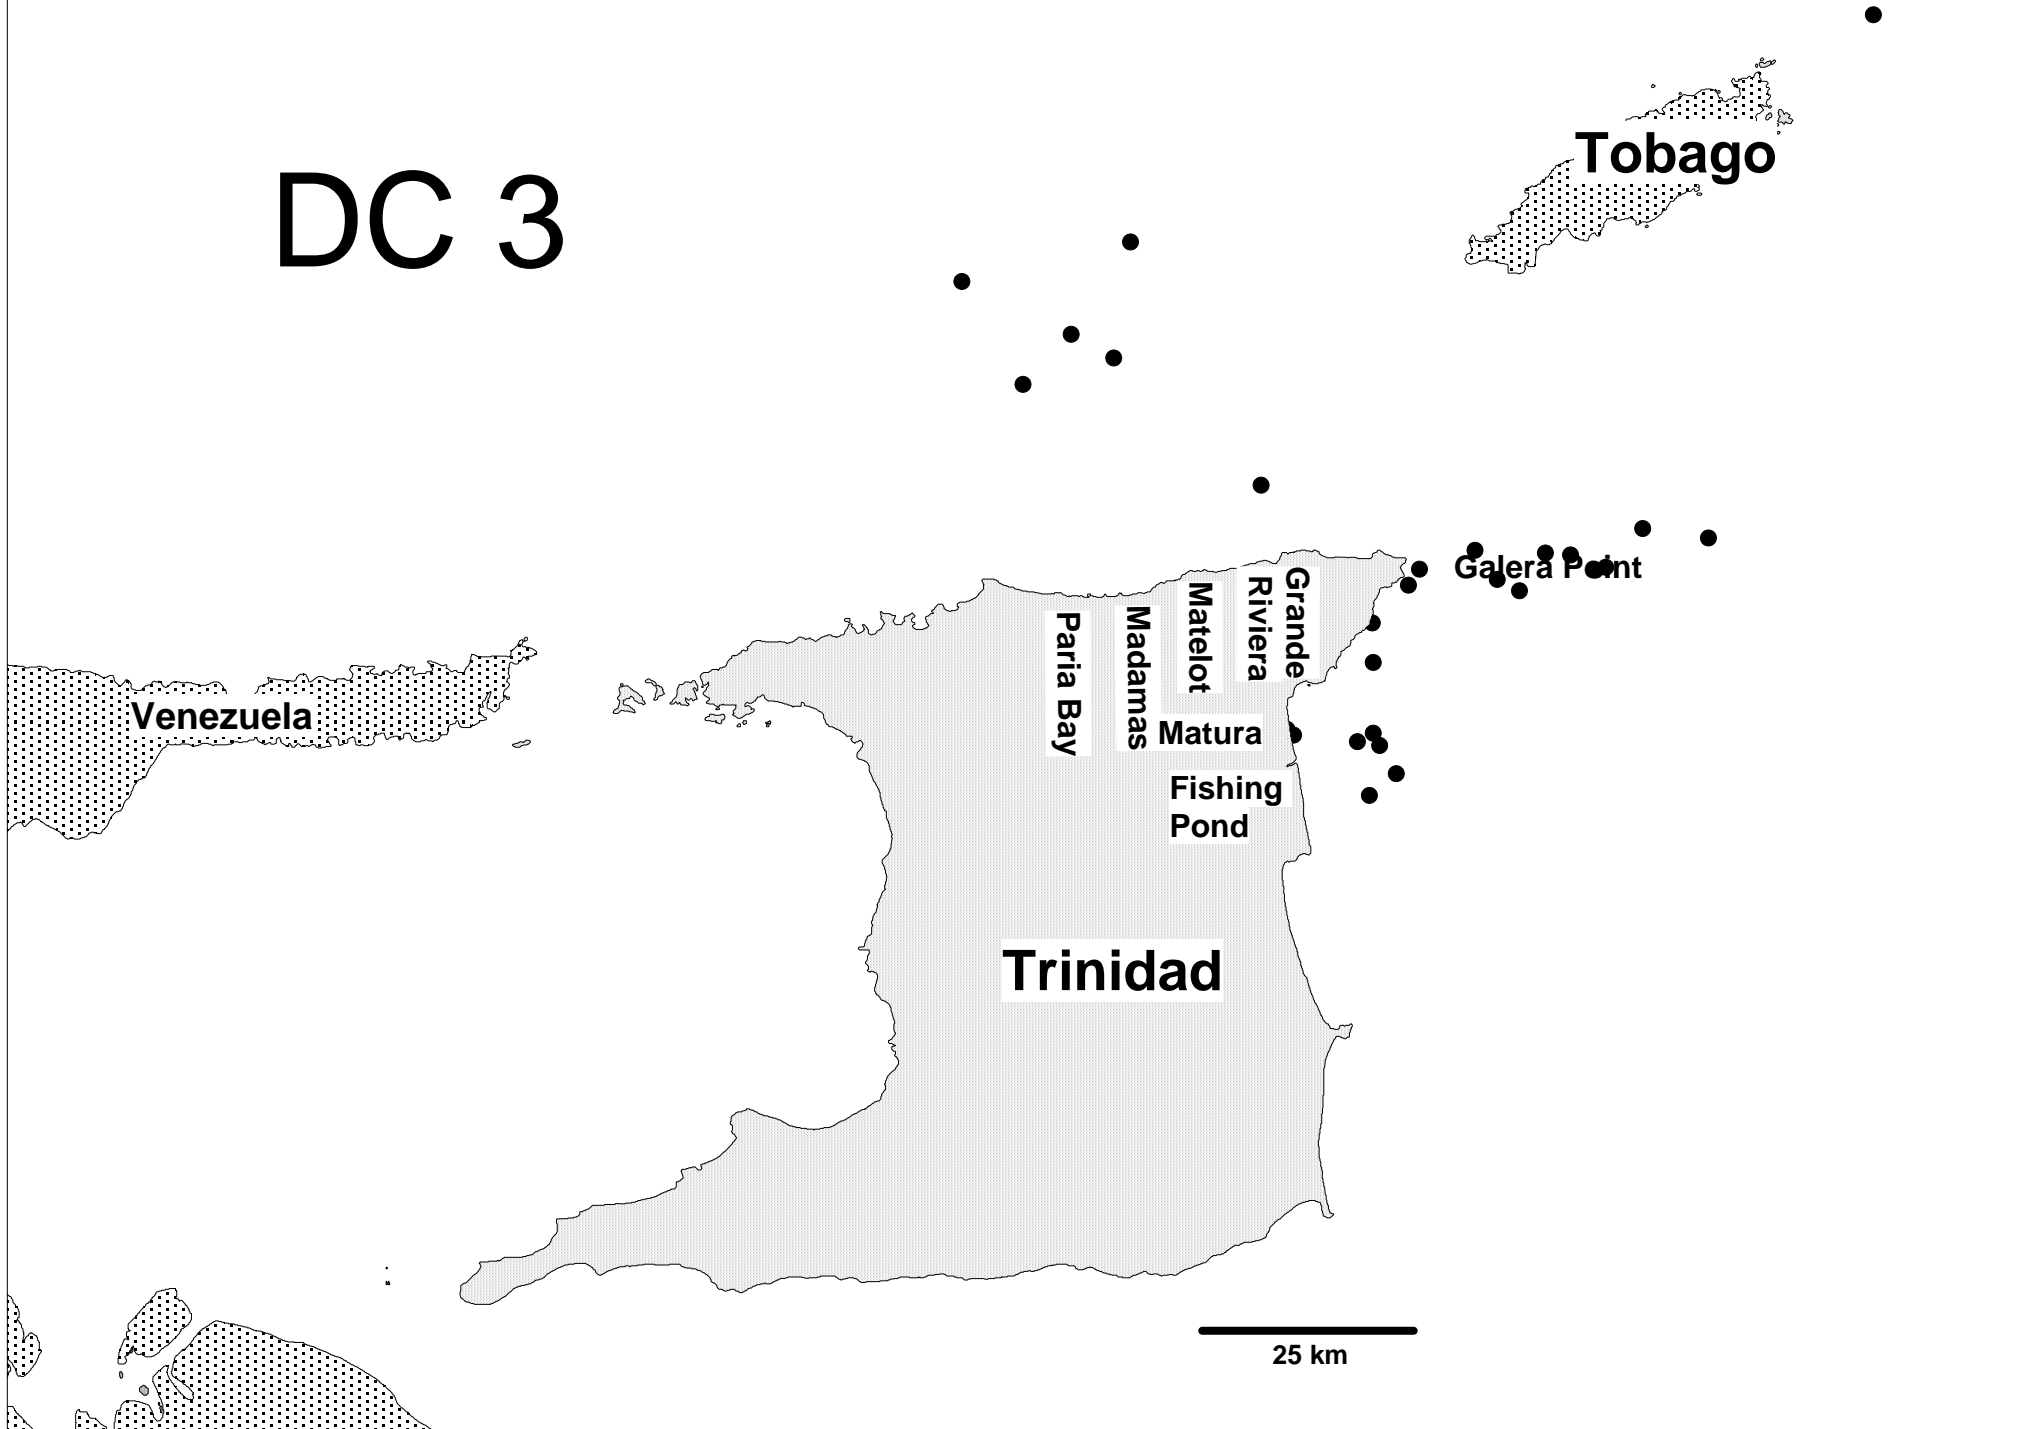 Tobago
DC 3
Galera Point
Grande
Riviera
Matelot
Madamas
Paria Bay
Venezuela
Matura
Fishing
Pond
Trinidad
25 km